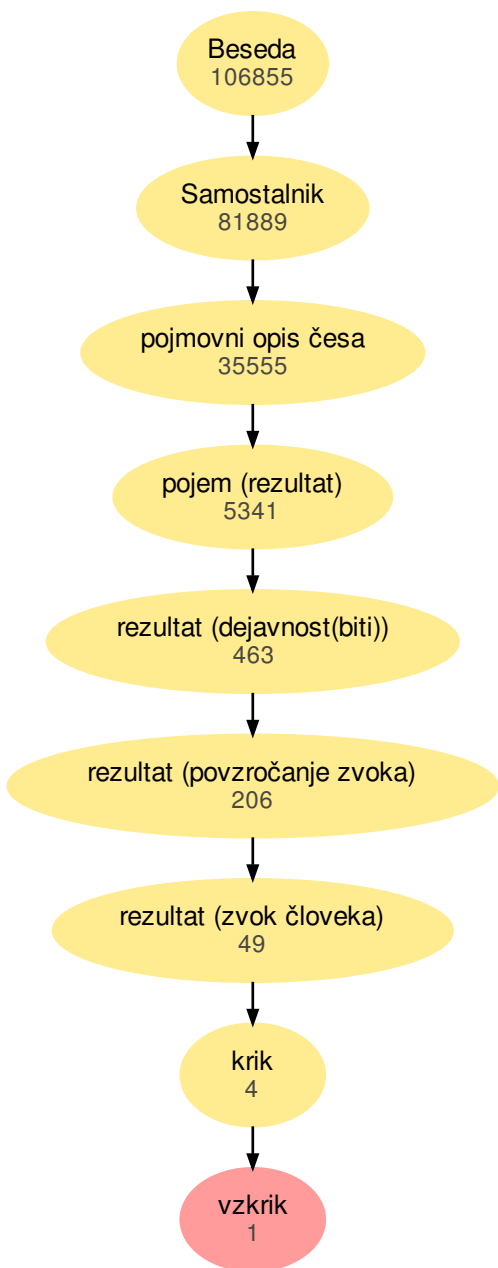 Beseda
106855
Samostalnik
81889
pojmovni opis česa
35555
pojem (rezultat)
5341
rezultat (dejavnost(biti))
463
rezultat (povzročanje zvoka)
206
rezultat (zvok človeka)
49
krik
4
vzkrik
1